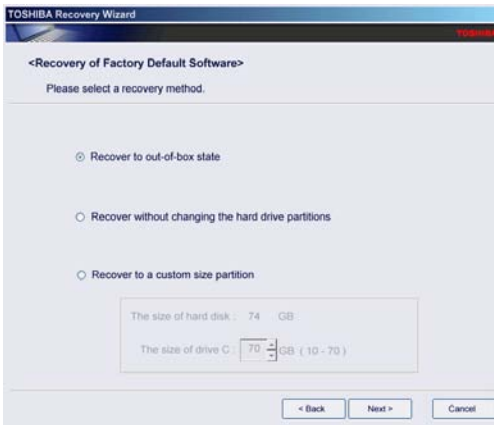 TOSHIBA Recovery Wizard
TOSHIBA
<Recovery of Factory Default Software>
Please select a recovery method.
Recover to out-of-box state
Recover without changing the hard drive partitions
Recover to a custom size partition
The size of hard disk : 74 GB
The size of drive C : 70 GB ( 10 - 70 )
< Back Next > Cancel